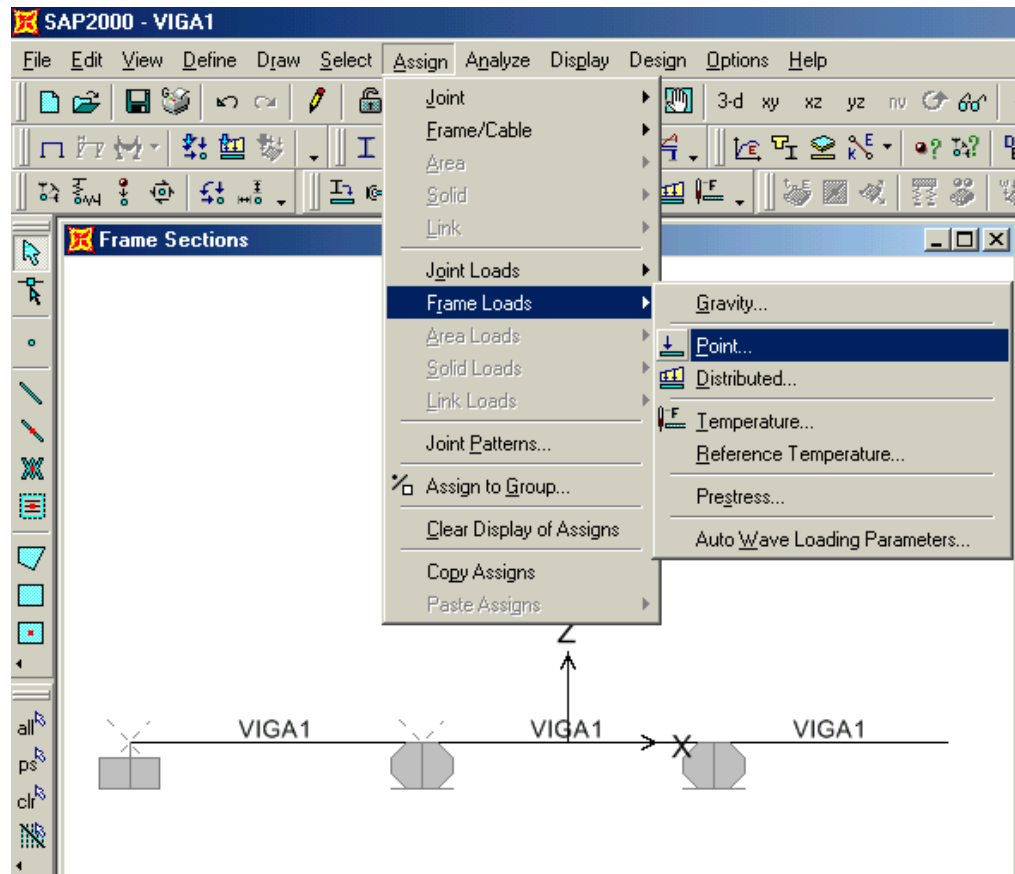 SAP2000 - VIGA1
File Edit View Define Draw Select Assign Analyze Display Design Options Help
3-d xy xz yz nv
Frame Sections
Joint
Frame/Cable
Area
Solid
Link
Joint Loads
Frame Loads
Area Loads
Solid Loads
Link Loads
Joint Patterns...
Assign to Group...
Clear Display of Assigns
Copy Assigns
Paste Assigns
Gravity...
Point...
Distributed...
Temperature...
Reference Temperature...
Prestress...
Auto Wave Loading Parameters...
Z
VIGA1 VIGA1 X VIGA1
all
ps
clr